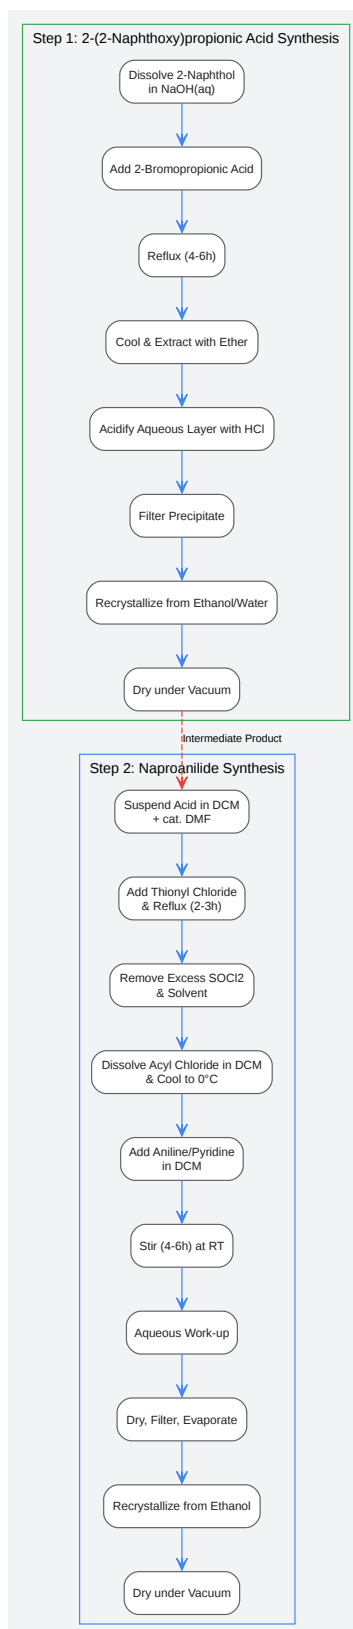 Step 1: 2-(2-Naphthoxy)propionic Acid Synthesis
Dissolve 2-Naphthol
in NaOH(aq)
Add 2-Bromopropionic Acid
Reflux (4-6h)
Cool & Extract with Ether
Acidify Aqueous Layer with HCl
Filter Precipitate
Recrystallize from Ethanol/Water
Dry under Vacuum
Intermediate Product
Step 2: Naproanilide Synthesis
Suspend Acid in DCM
+ cat. DMF
Add Thionyl Chloride
& Reflux (2-3h)
Remove Excess SOCl2
& Solvent
Dissolve Acyl Chloride in DCM
& Cool to 0°C
Add Aniline/Pyridine
in DCM
Stir (4-6h) at RT
Aqueous Work-up
Dry, Filter, Evaporate
Recrystallize from Ethanol
Dry under Vacuum